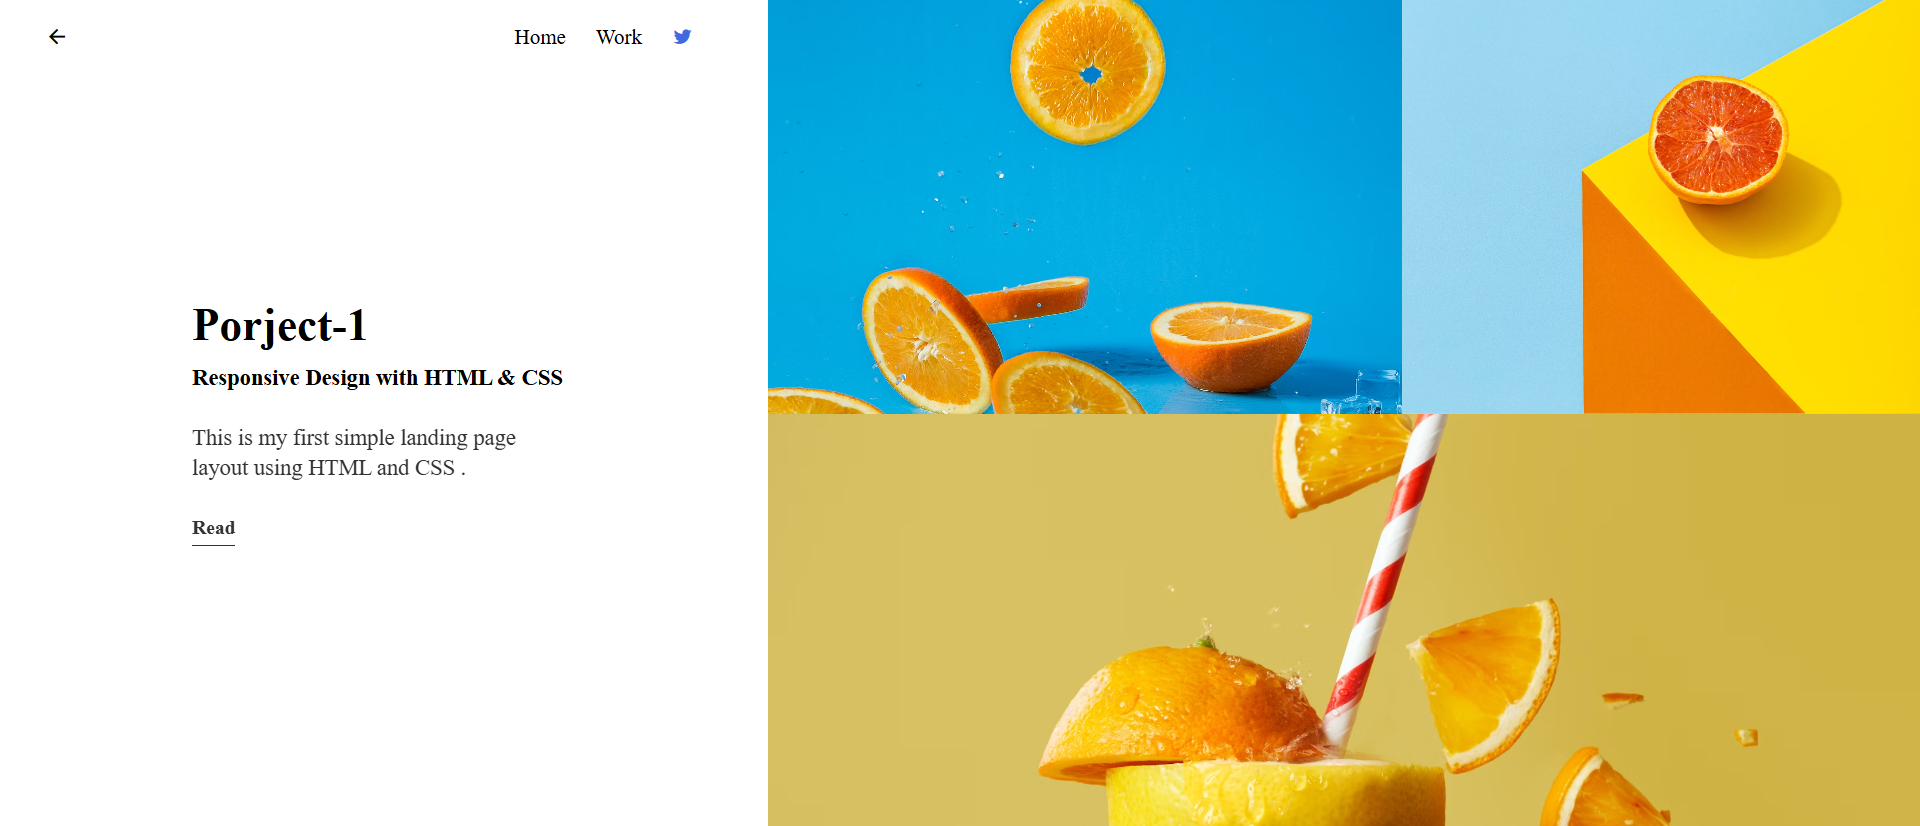 Home Work
Porject-1
Responsive Design with HTML & CSS
This is my first simple landing page
layout using HTML and CSS .
Read